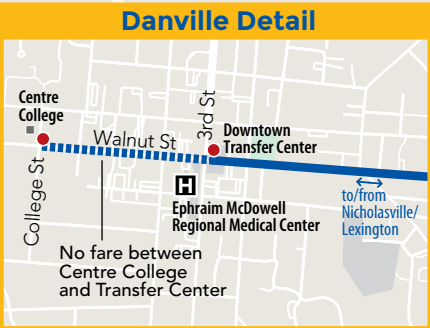 Danville Detail
Centre
College
Walnut St
3rd St
Downtown
Transfer Center
College St
H
Ephraim McDowell
Regional Medical Center
to/from
Nicholasville/
Lexington
No fare between
Centre College
and Transfer Center